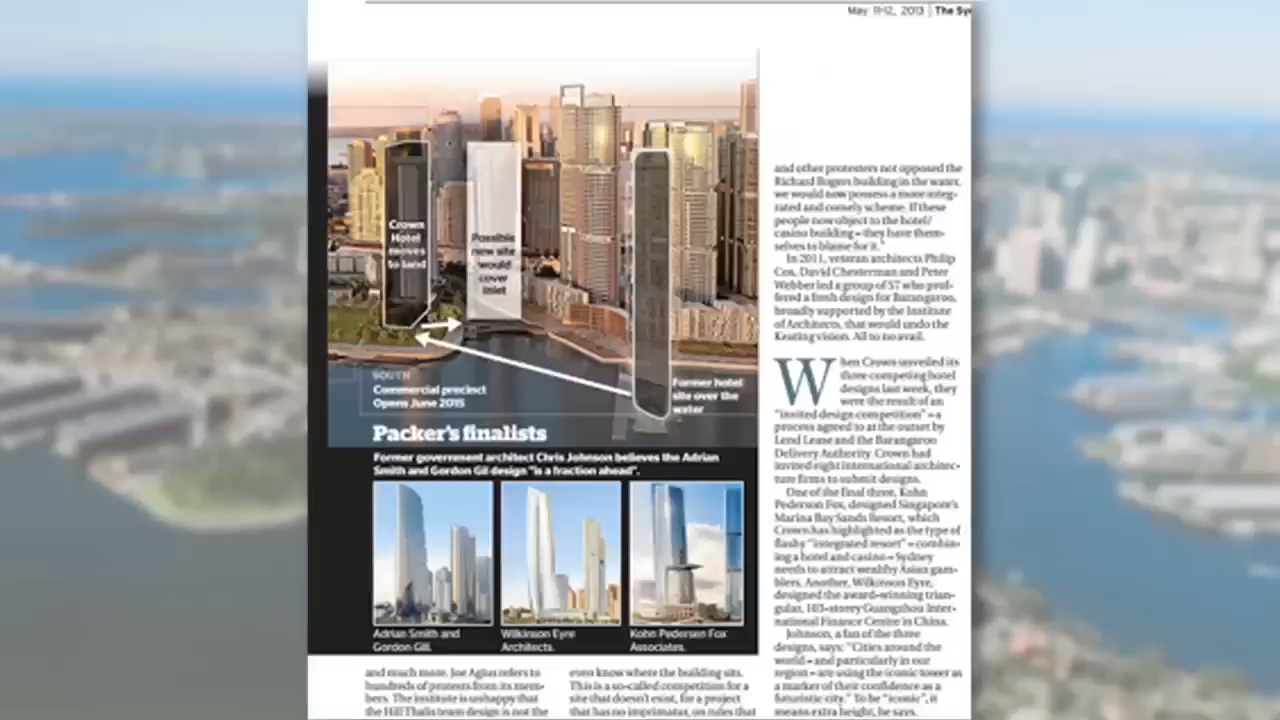 May 11-12, 2013 The Sy
Crown
Hotel
moves
to land
Possible
new site
would
cover
inlet
SOUTH
Commercial precinct
Opens June 2015
Former hotel
site over the
water
Packer's finalists
Former government architect Chris Johnson believes the Adrian
Smith and Gordon Gil design "is a fraction ahead".
Adrian Smith and
Gordon Gill.
Wilkinson Eyre
Architects.
Kohn Pedersen Fox
Associates.
and much more. Joe Agius refers to
hundreds of protests from its mem-
bers. The institute is unhappy that
the Hill Thalis team design is not the
even know where the building sits.
This is a so-called competition for a
site that doesn't exist, for a project
that has no imprimatur, on rules that
and other protesters not opposed the
Richard Rogers building in the water,
we would now possess a more integ-
rated and comely scheme. If these
people now object to the hotel/
casino building – they have them-
selves to blame for it."
In 2011, veteran architects Philip
Cox, David Chesterman and Peter
Webber led a group of 57 who prof-
fered a fresh design for Barangaroo,
broadly supported by the Institute
of Architects, that would undo the
Keating vision. All to no avail.
When Crown unveiled its
three competing hotel
designs last week, they
were the result of an
"invited design competition" – a
process agreed to at the outset by
Lend Lease and the Barangaroo
Delivery Authority. Crown had
invited eight international architec-
ture firms to submit designs.
One of the final three, Kohn
Pederson Fox, designed Singapore's
Marina Bay Sands Resort, which
Crown has highlighted as the type of
flashy "integrated resort" – combin-
ing a hotel and casino – Sydney
needs to attract wealthy Asian gam-
blers. Another, Wilkinson Eyre,
designed the award-winning trian-
gular, 103-storey Guangzhou Inter-
national Finance Centre in China.
Johnson, a fan of the three
designs, says: "Cities around the
world – and particularly in our
region – are using the iconic tower as
a marker of their confidence as a
futuristic city." To be "iconic", it
means extra height, he says.